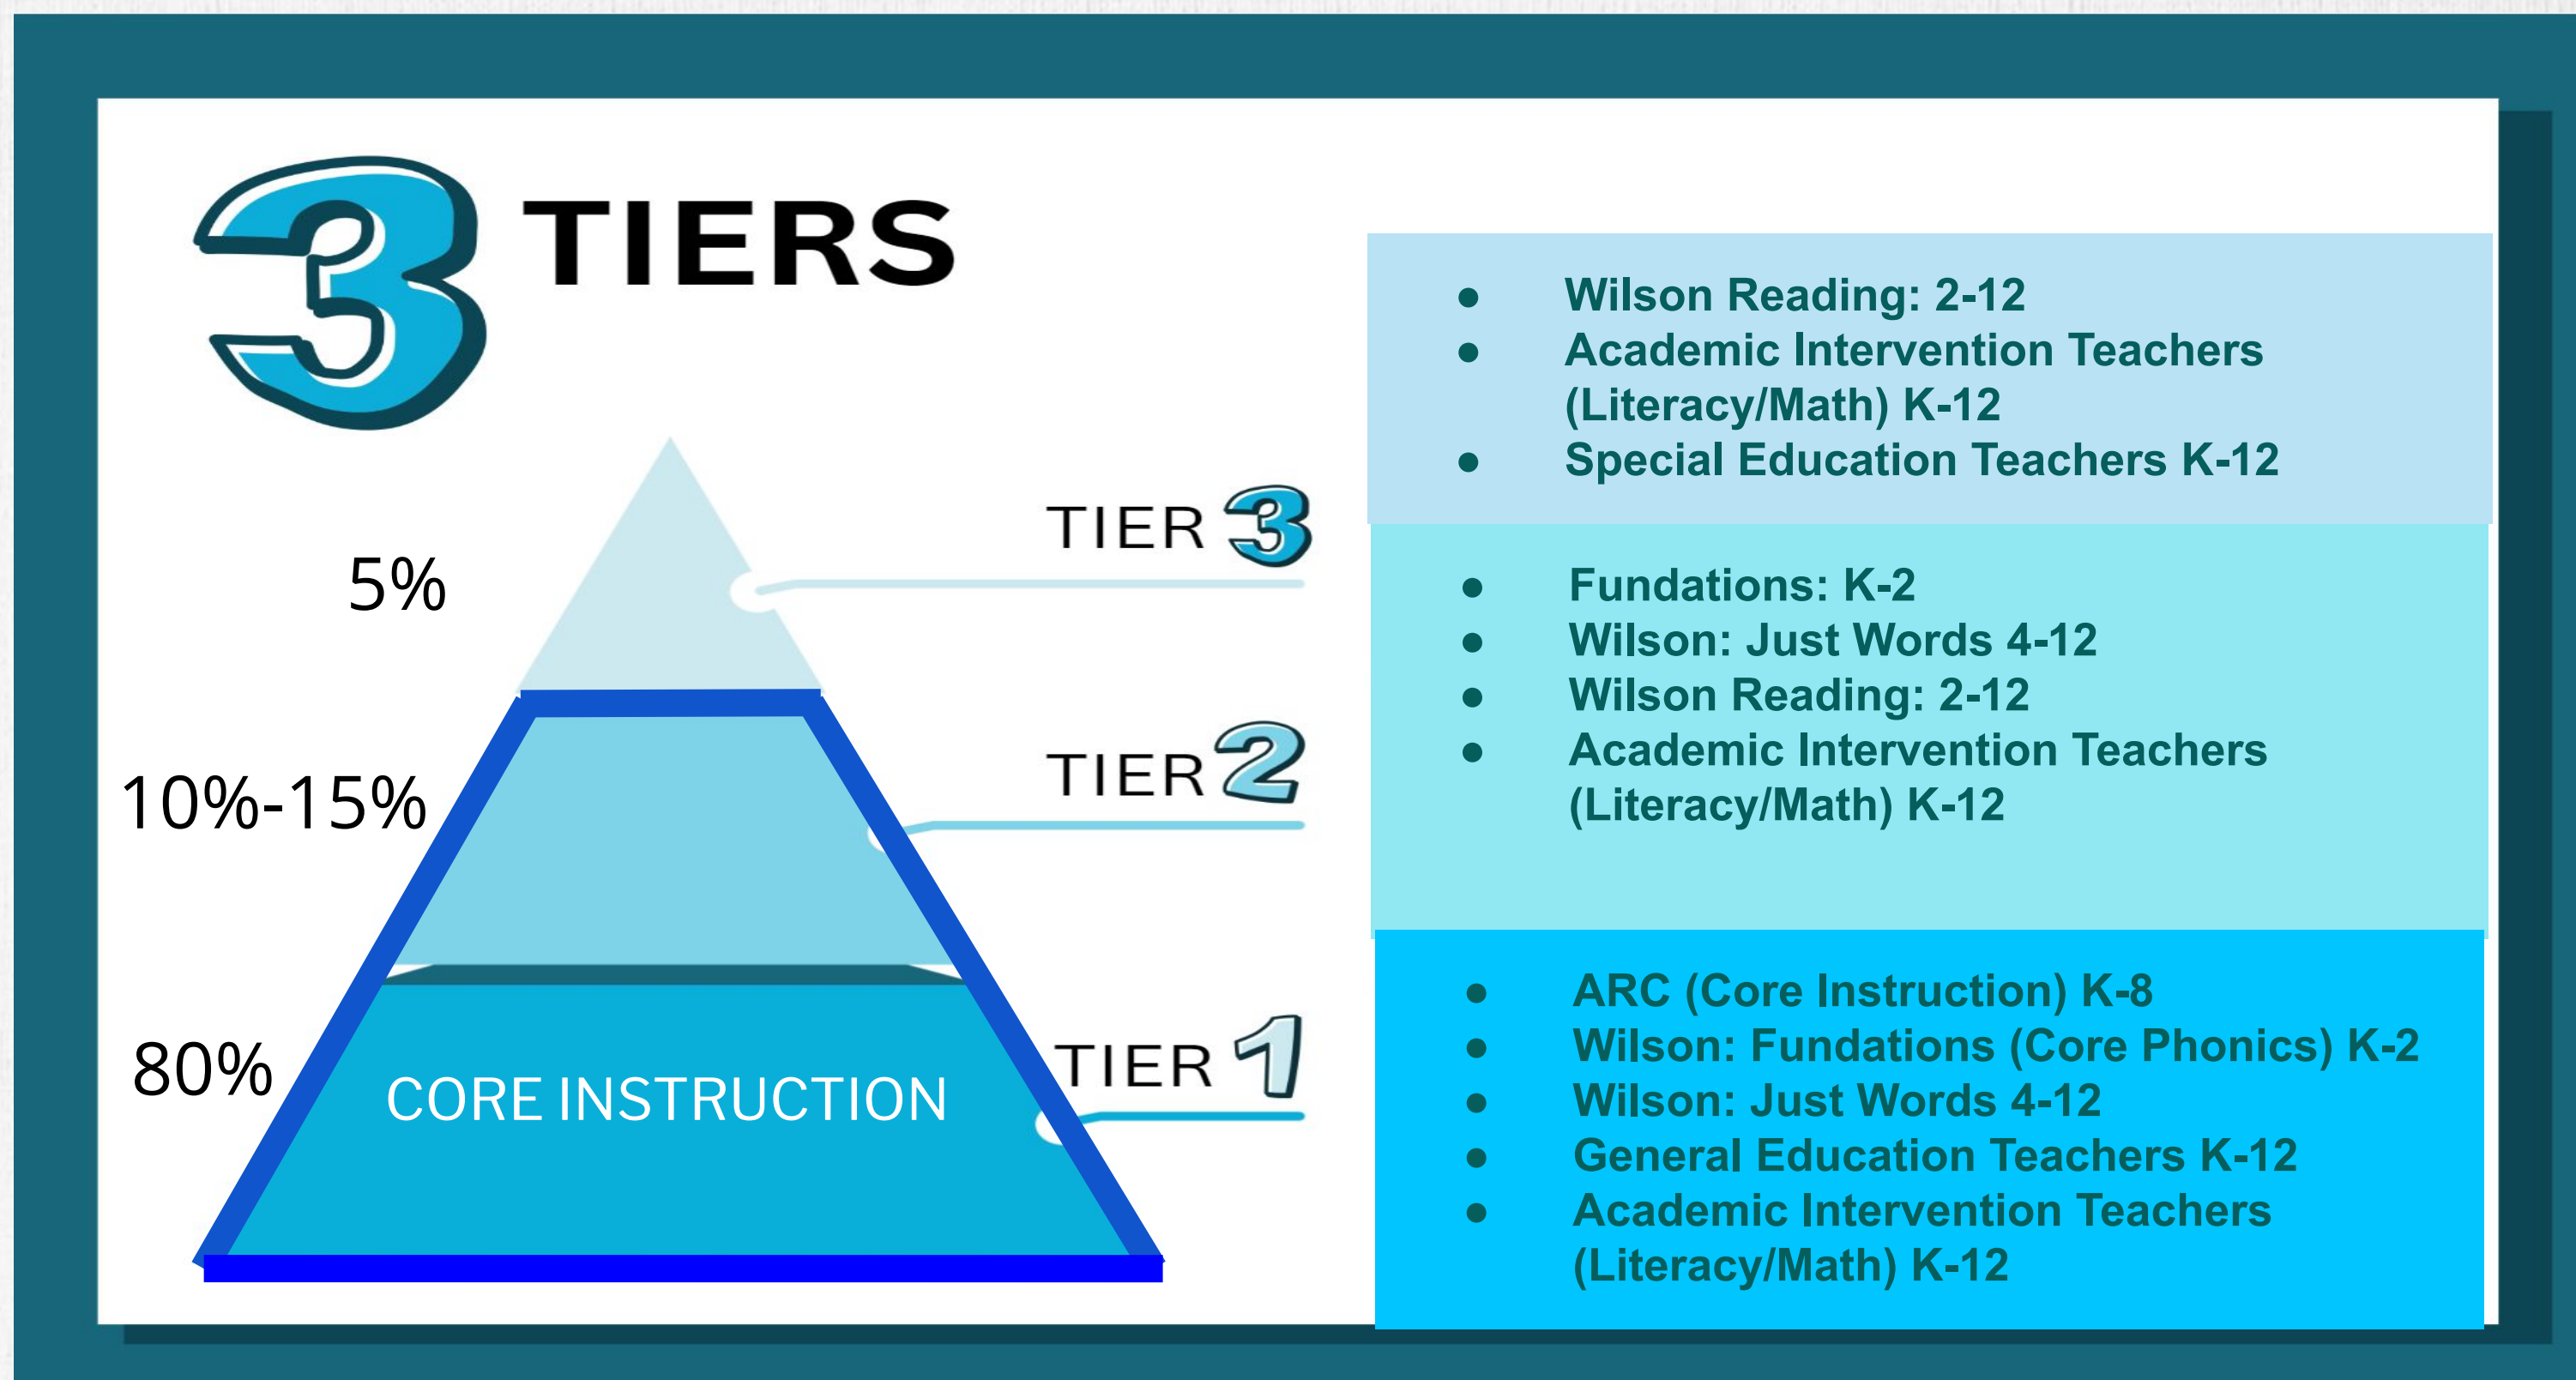 3 TIERS
5%
TIER 3
10%-15%
TIER 2
80%
CORE INSTRUCTION
TIER 1
● Wilson Reading: 2-12
● Academic Intervention Teachers
(Literacy/Math) K-12
● Special Education Teachers K-12
● Fundations: K-2
● Wilson: Just Words 4-12
● Wilson Reading: 2-12
● Academic Intervention Teachers
(Literacy/Math) K-12
● ARC (Core Instruction) K-8
● Wilson: Fundations (Core Phonics) K-2
● Wilson: Just Words 4-12
● General Education Teachers K-12
● Academic Intervention Teachers
(Literacy/Math) K-12